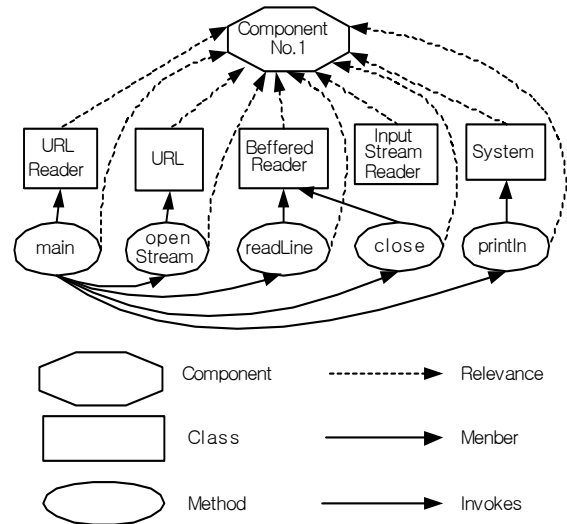 Component
No.1
URL
Reader
URL
Beffered
Reader
Input
Stream
Reader
System
main
open
Stream
readLine
close
println
Component
Relevance
Class
Menber
Method
Invokes